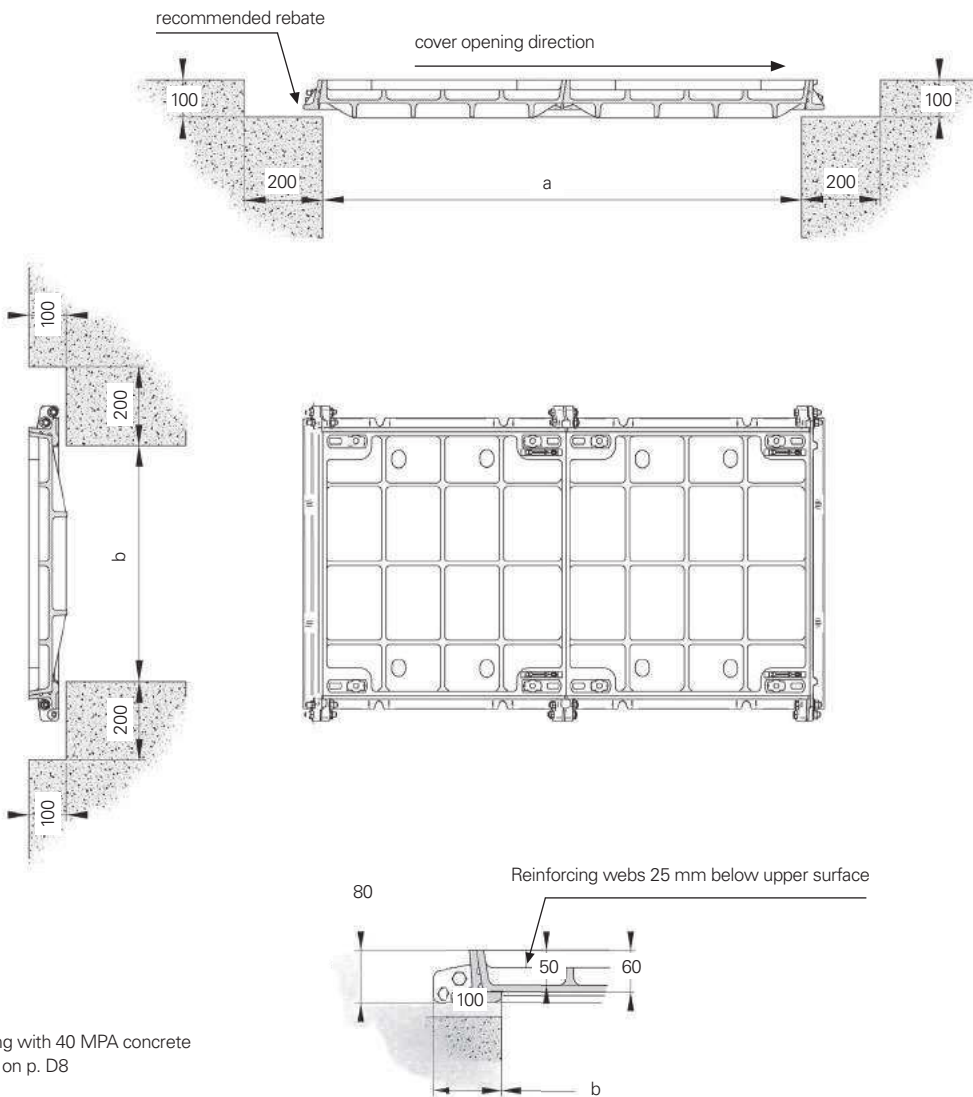 recommended rebate
cover opening direction
100
100
200
a
200
100
200
b
200
100
Reinforcing webs 25 mm below upper surface
80
50
60
100
ng with 40 MPA concrete
on p. D8
b